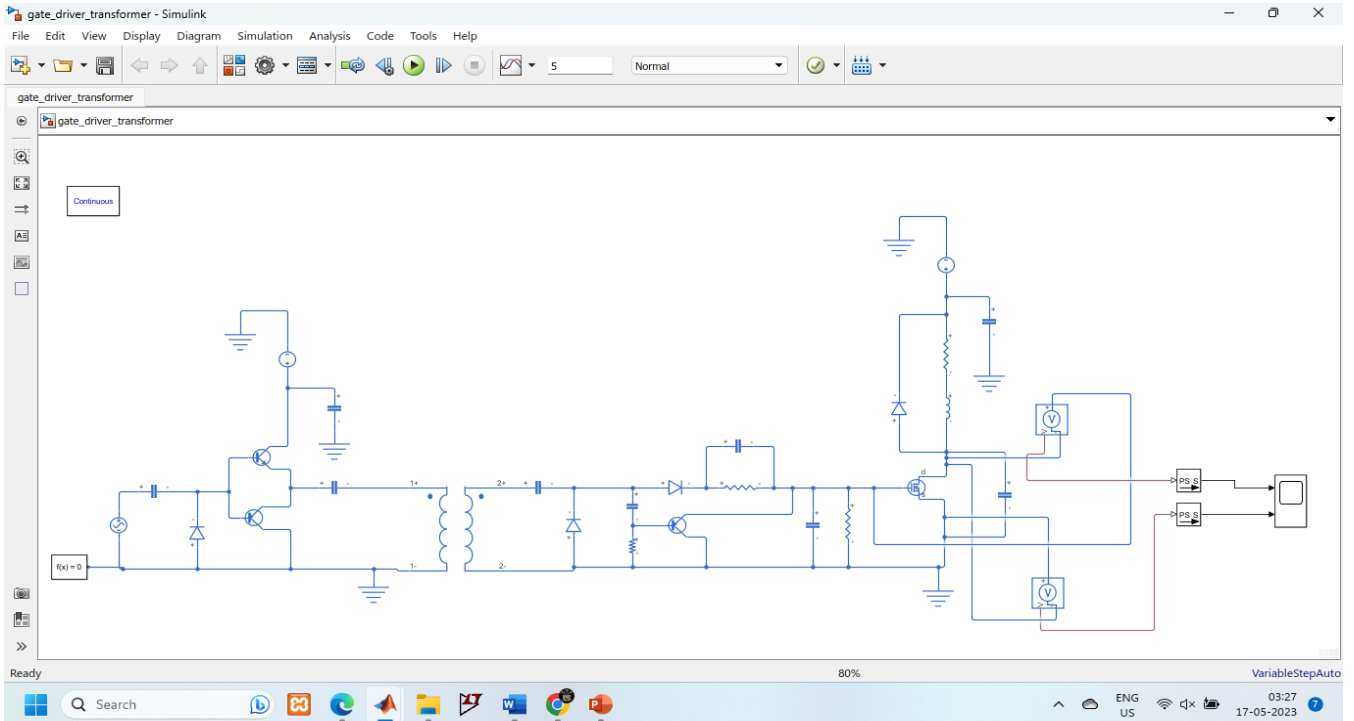 gate_driver_transformer - Simulink
File Edit View Display Diagram Simulation Analysis Code Tools Help
5 Normal
gate_driver_transformer
gate_driver_transformer
Continuous
1+ 2+
1- 2-
f(x) = 0
d
s
V
V
V
V
PS S
PS S
Ready 80% VariableStepAuto
Search
ENG
US
03:27
17-05-2023
7